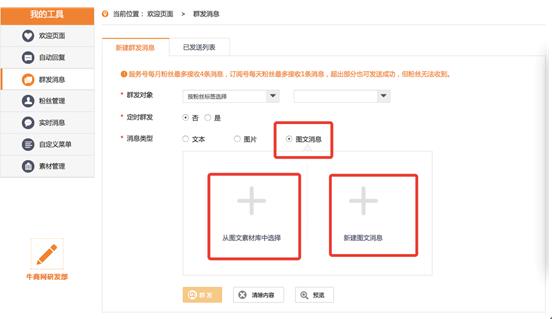 我的工具
欢迎页面
自动回复
群发消息
粉丝管理
实时消息
自定义菜单
素材管理
牛商网研发部
当前位置： 欢迎页面 > 群发消息
新建群发消息 已发送列表
服务号每月粉丝最多接收4条消息，订阅号每天粉丝最多接收1条消息，超出部分也可发送成功，但粉丝无法收到。
* 群发对象 按粉丝标签选择
* 定时群发 否 是
* 消息类型 文本 图片 图文消息
从图文素材库中选择 新建图文消息
群发 清除内容 预览